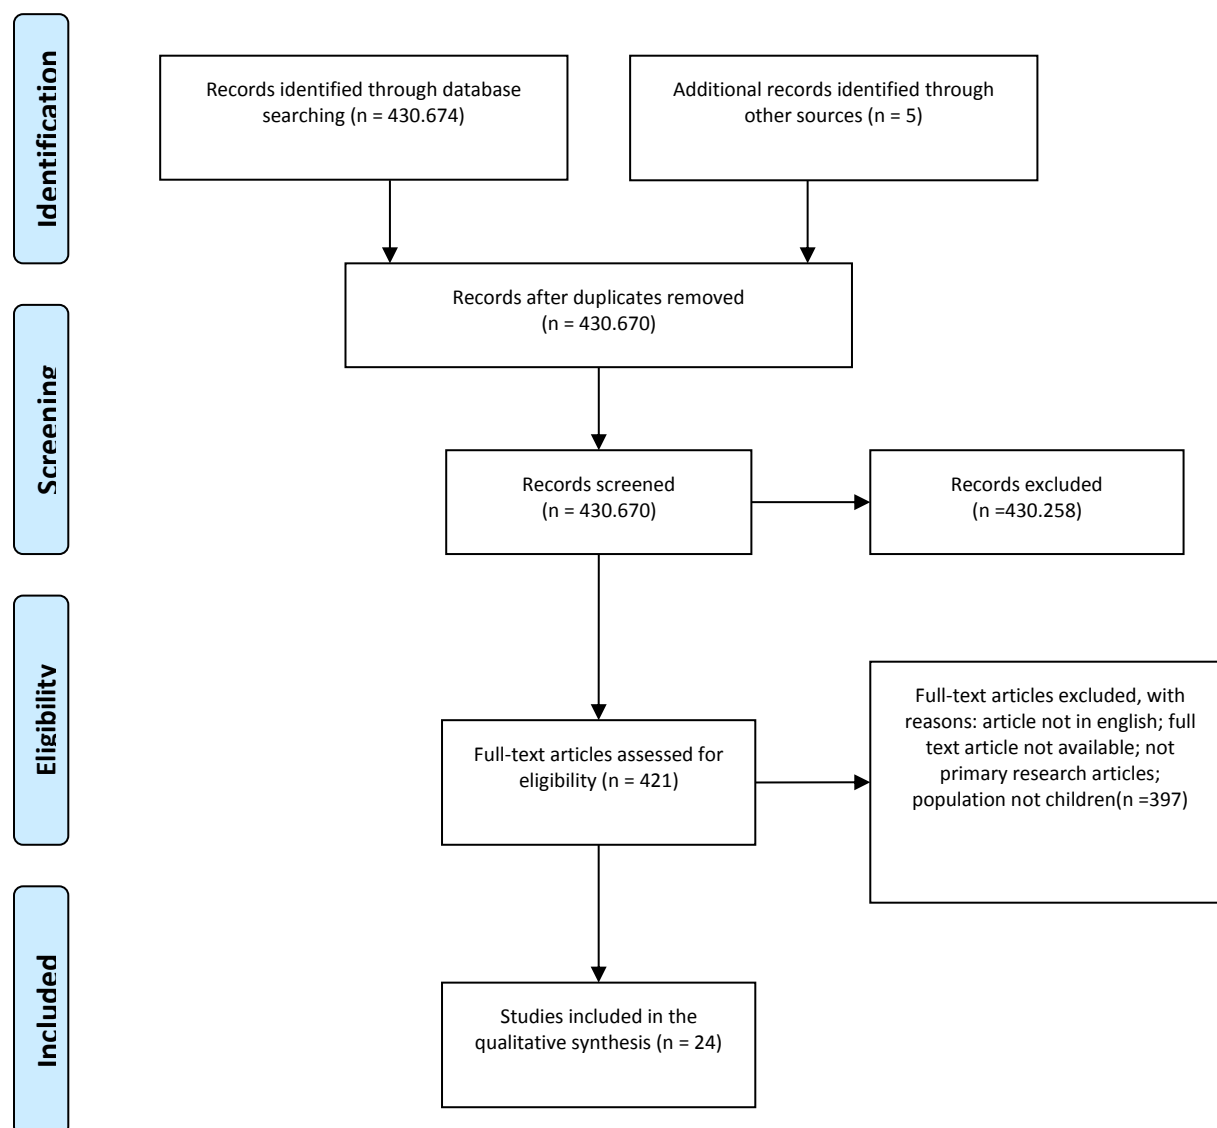 Identification
Records identified through database
searching (n = 430.674)
Additional records identified through
other sources (n = 5)
Records after duplicates removed
(n = 430.670)
Screening
Records screened
(n = 430.670)
Records excluded
(n =430.258)
Eligibility
Full-text articles assessed for
eligibility (n = 421)
Full-text articles excluded, with
reasons: article not in english; full
text article not available; not
primary research articles;
population not children(n =397)
Included
Studies included in the
qualitative synthesis (n = 24)